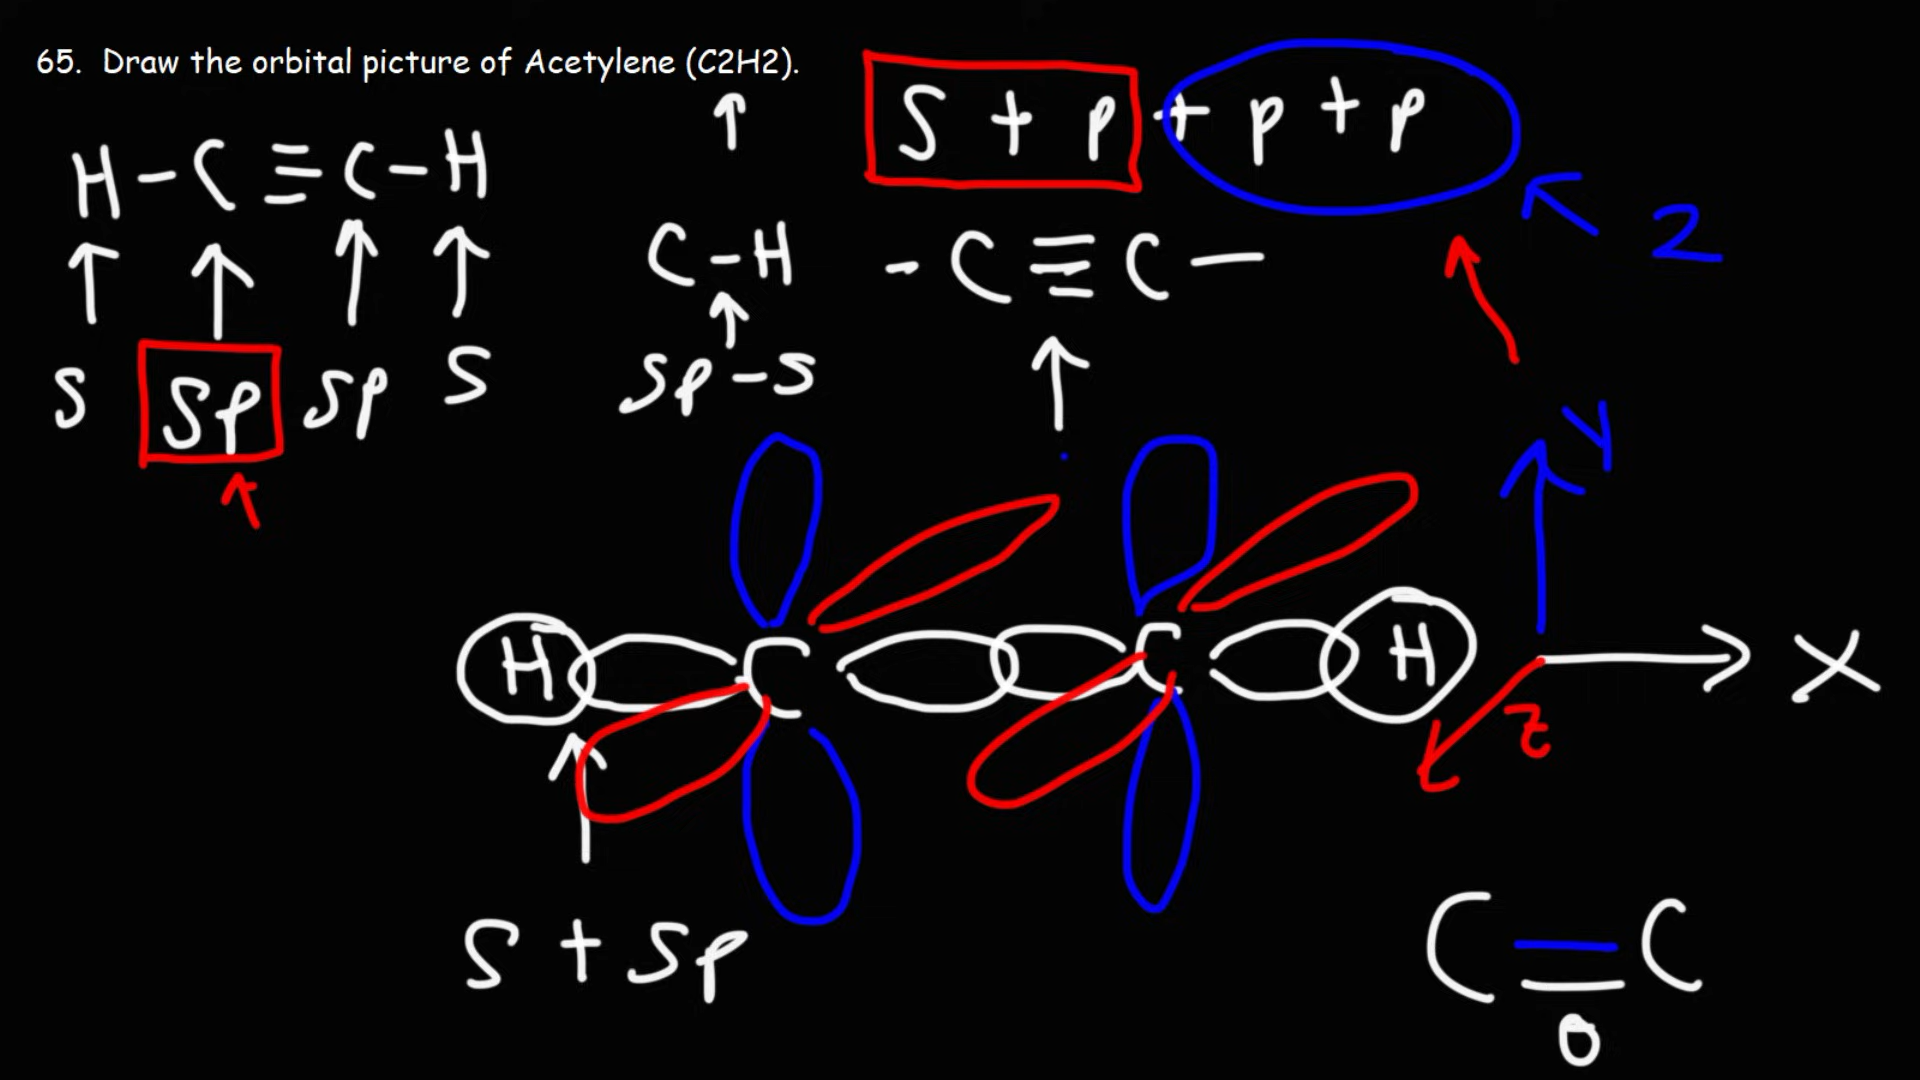 65. Draw the orbital picture of Acetylene (C2H2).
S + p + p + p
H - C ≡ C - H
2
C - H
- C ≡ C -
S Sp Sp S
Sp - S
y
H C C H
X
z
S + Sp
C = C
σ